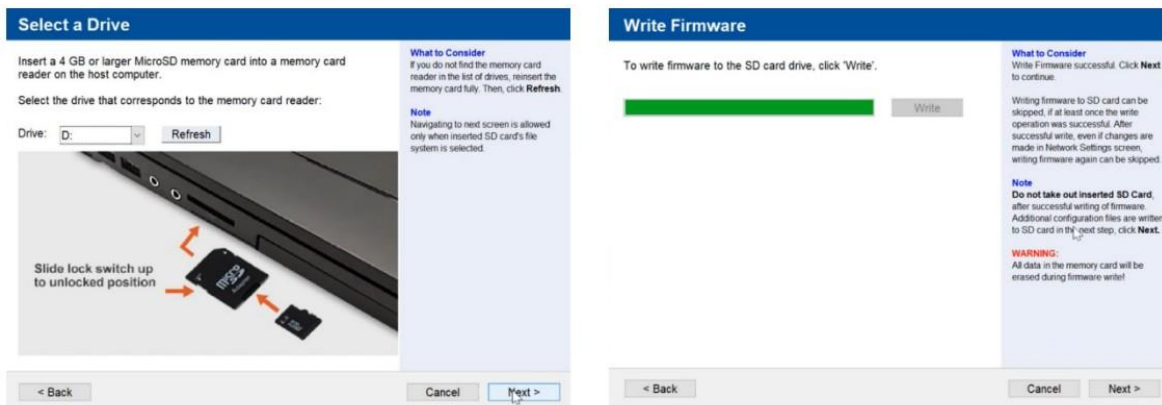 Select a Drive
Insert a 4 GB or larger MicroSD memory card into a memory card
reader on the host computer.
Select the drive that corresponds to the memory card reader:
Drive: D: Refresh
Slide lock switch up
to unlocked position
micro
Adapter
What to Consider
If you do not find the memory card
reader in the list of drives, reinsert the
memory card fully. Then, click Refresh.
Note
Navigating to next screen is allowed
only when inserted SD card's file
system is selected.
< Back Cancel Next >
Write Firmware
To write firmware to the SD card drive, click 'Write'.
Write
What to Consider
Write Firmware successful. Click Next
to continue.
Writing firmware to SD card can be
skipped, if at least once the write
operation was successful. After
successful write, even if changes are
made in Network Settings screen,
writing firmware again can be skipped.
Note
Do not take out inserted SD Card,
after successful writing of firmware.
Additional configuration files are written
to SD card in the next step, click Next.
WARNING:
All data in the memory card will be
erased during firmware write!
< Back Cancel Next >